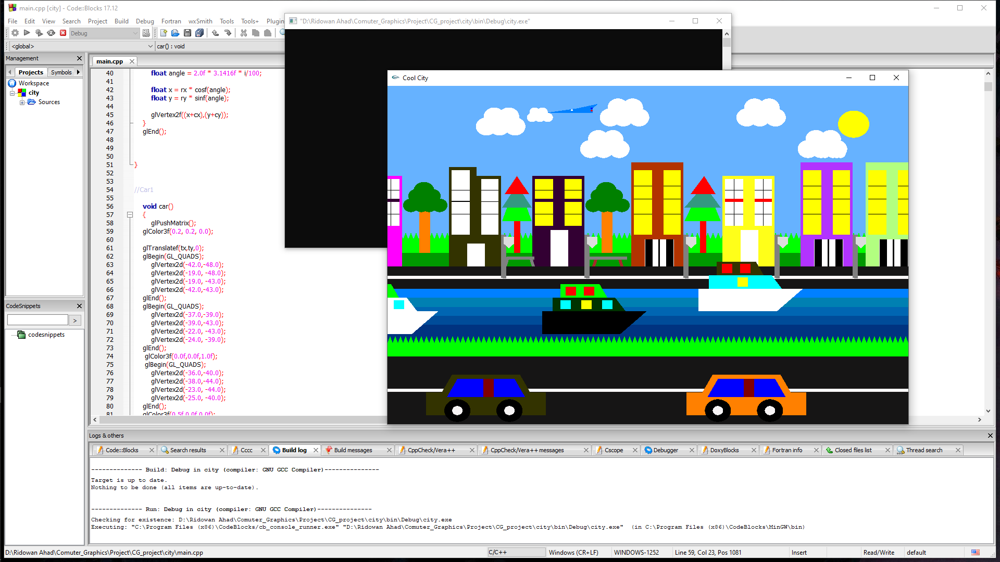 main.cpp [city] - Code::Blocks 17.12
File Edit View Search Project Build Debug Fortran wxSmith Tools Tools+ Plugin
"D:\Ridowan Ahad\Comuter_Graphics\Project\CG_project\city\bin\Debug\city.exe"
Debug
<global>
car() : void
Management
Projects
Symbols
Workspace
city
Sources
CodeSnippets
>
codesnippets
main.cpp
40 float angle = 2.0f * 3.1416f * i/100;
41
42 float x = rx * cosf(angle);
43 float y = ry * sinf(angle);
44
45 glVertex2f((x+cx),(y+cy));
46 }
47 glEnd();
48
49
50
51 }
52
53
54 //Car1
55
56 void car()
57 {
58 glPushMatrix();
59 glColor3f(0.2, 0.2, 0.0);
60
61 glTranslatef(tx,ty,0);
62 glBegin(GL_QUADS);
63 glVertex2d(-42.0,-48.0);
64 glVertex2d(-19.0, -48.0);
65 glVertex2d(-19.0, -43.0);
66 glVertex2d(-42.0,-43.0);
67 glEnd();
68 glBegin(GL_QUADS);
69 glVertex2d(-37.0,-39.0);
70 glVertex2d(-39.0,-43.0);
71 glVertex2d(-22.0, -43.0);
72 glVertex2d(-24.0, -39.0);
73 glEnd();
74 glColor3f(0.0f,0.0f,1.0f);
75 glBegin(GL_QUADS);
76 glVertex2d(-36.0,-40.0);
77 glVertex2d(-38.0,-44.0);
78 glVertex2d(-23.0, -44.0);
79 glVertex2d(-25.0, -40.0);
80 glEnd();
81 glColor3f(0.5f,0.0f,0.0f);
Cool City
Logs & others
Code::Blocks
Search results
Cccc
Build log
Build messages
CppCheck/Vera++
CppCheck/Vera++ messages
Cscope
Debugger
DoxyBlocks
Fortran info
Closed files list
Thread search
-------------- Build: Debug in city (compiler: GNU GCC Compiler)---------------
Target is up to date.
Nothing to be done (all items are up-to-date).
-------------- Run: Debug in city (compiler: GNU GCC Compiler)---------------
Checking for existence: D:\Ridowan Ahad\Comuter_Graphics\Project\CG_project\city\bin\Debug\city.exe
Executing: "C:\Program Files (x86)\CodeBlocks/cb_console_runner.exe" "D:\Ridowan Ahad\Comuter_Graphics\Project\CG_project\city\bin\Debug\city.exe"  (in C:\Program Files (x86)\CodeBlocks\MinGW\bin)
D:\Ridowan Ahad\Comuter_Graphics\Project\CG_project\city\main.cpp
C/C++
Windows (CR+LF)
WINDOWS-1252
Line 59, Col 23, Pos 1081
Insert
Read/Write
default